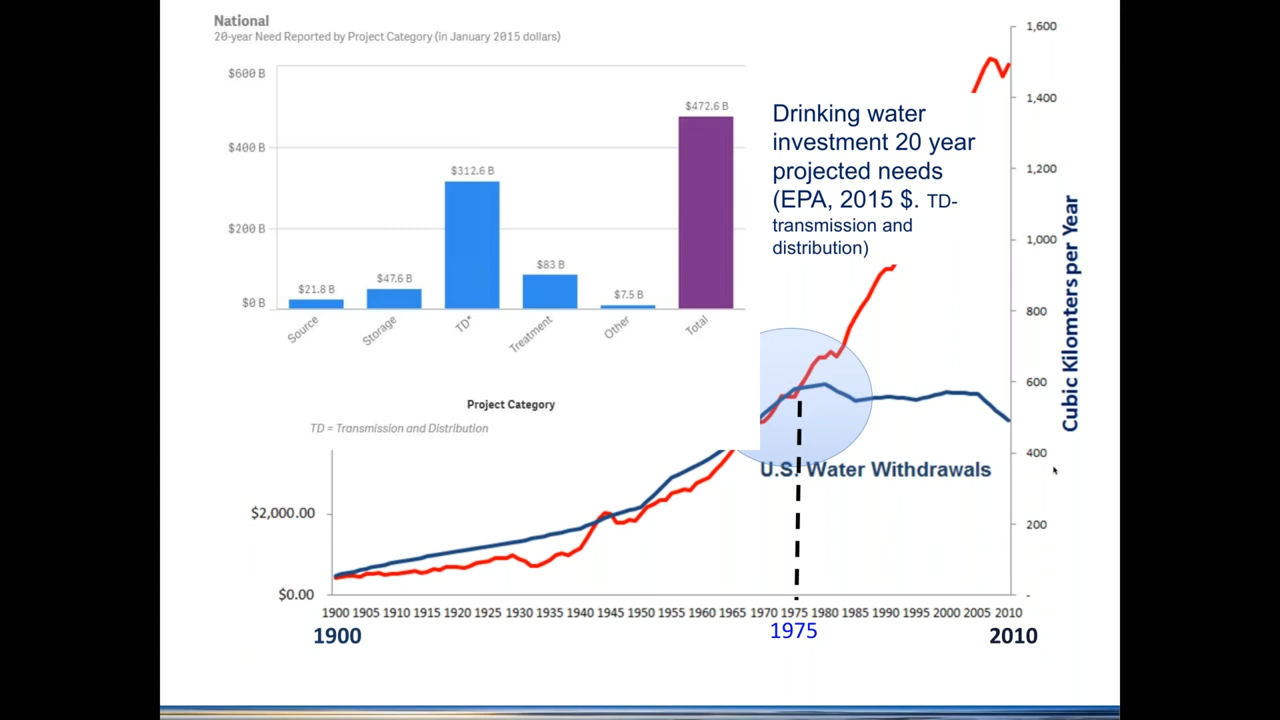 National
20-year Need Reported by Project Category (in January 2015 dollars)
$600 B
$400 B
$200 B
$0 B
$21.8 B
$47.6 B
$312.6 B
$83 B
$7.5 B
$472.6 B
Source
Storage
TD*
Treatment
Other
Total
Project Category
TD = Transmission and Distribution
Drinking water
investment 20 year
projected needs
(EPA, 2015 $. TD-
transmission and
distribution)
1,600
1,400
1,200
1,000
800
600
400
200
-
Cubic Kilomters per Year
U.S. Water Withdrawals
$2,000.00
$0.00
1900 1905 1910 1915 1920 1925 1930 1935 1940 1945 1950 1955 1960 1965 1970 1975 1980 1985 1990 1995 2000 2005 2010
1900
1975
2010